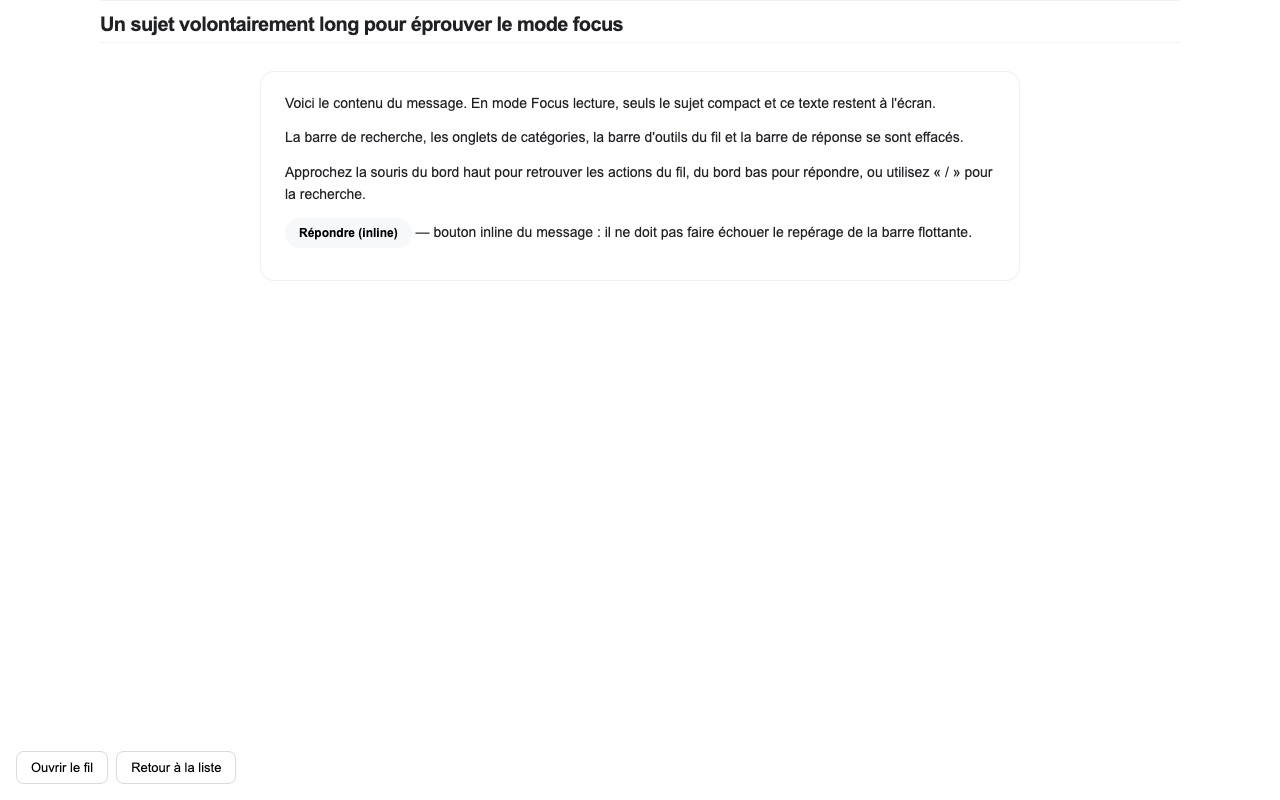 Un sujet volontairement long pour éprouver le mode focus
Voici le contenu du message. En mode Focus lecture, seuls le sujet compact et ce texte restent à l'écran.
La barre de recherche, les onglets de catégories, la barre d'outils du fil et la barre de réponse se sont effacés.
Approchez la souris du bord haut pour retrouver les actions du fil, du bord bas pour répondre, ou utilisez « / » pour
la recherche.
Répondre (inline) — bouton inline du message : il ne doit pas faire échouer le repérage de la barre flottante.
Ouvrir le fil Retour à la liste